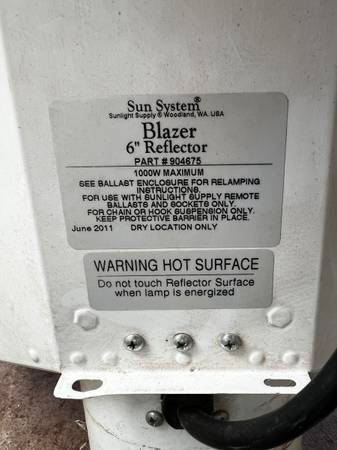 Sun System®
Sunlight Supply® Woodland, WA. USA
Blazer
6" Reflector
PART # 904675
1000W MAXIMUM
SEE BALLAST ENCLOSURE FOR RELAMPING
INSTRUCTIONS.
FOR USE WITH SUNLIGHT SUPPLY REMOTE
BALLASTS AND SOCKETS ONLY.
FOR CHAIN OR HOOK SUSPENSION ONLY.
KEEP PROTECTIVE BARRIER IN PLACE.
June 2011 DRY LOCATION ONLY
WARNING HOT SURFACE
Do not touch Reflector Surface
when lamp is energized